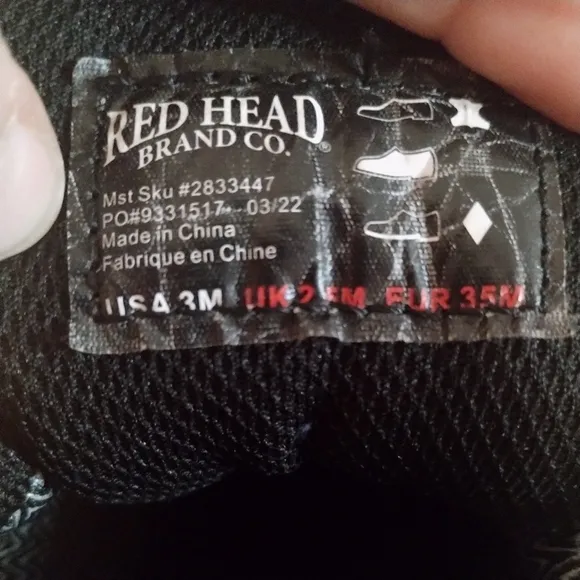 RED HEAD®
BRAND CO.
Mst Sku #2833447
PO#9331517- 03/22
Made in China
Fabrique en Chine
USA 3M UK 2.5M EUR 35M